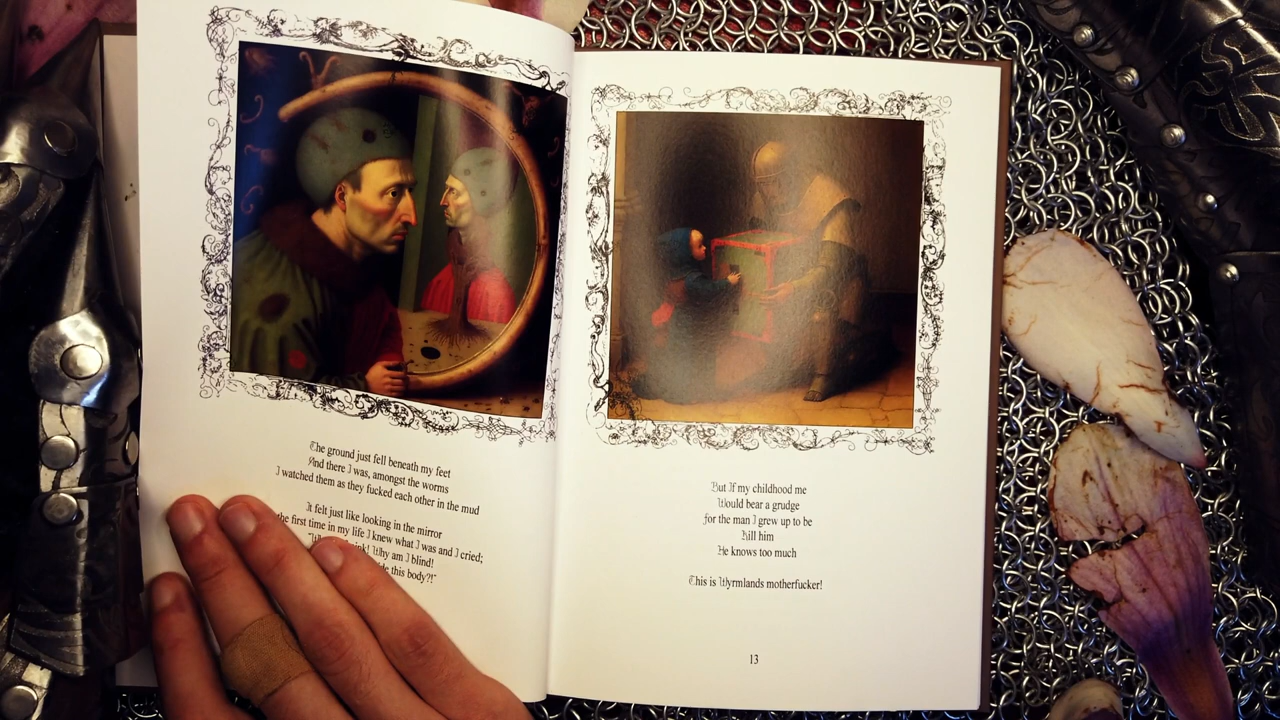 The ground just fell beneath my feet
And there I was, amongst the worms
I watched them as they fucked each other in the mud
It felt just like looking in the mirror
the first time in my life I knew what I was and I cried;
Why am I blind!
this body?!"
But If my childhood me
Would bear a grudge
for the man I grew up to be
Kill him
He knows too much
This is Wyrmlands motherfucker!
13